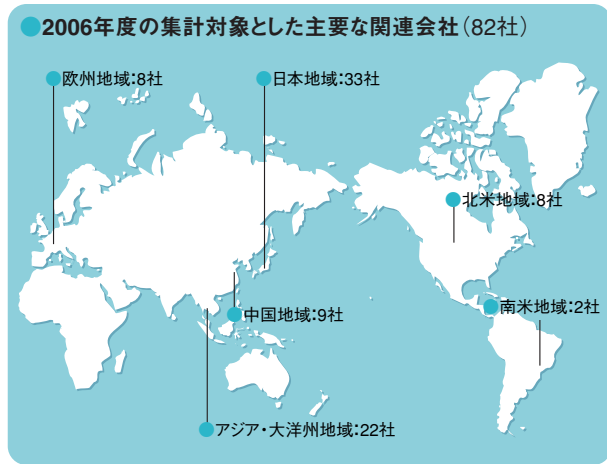 ●2006年度の集計対象とした主要な関連会社(82社)
●欧州地域:8社
●日本地域:33社
●北米地域:8社
●南米地域:2社
●中国地域:9社
●アジア・大洋州地域:22社